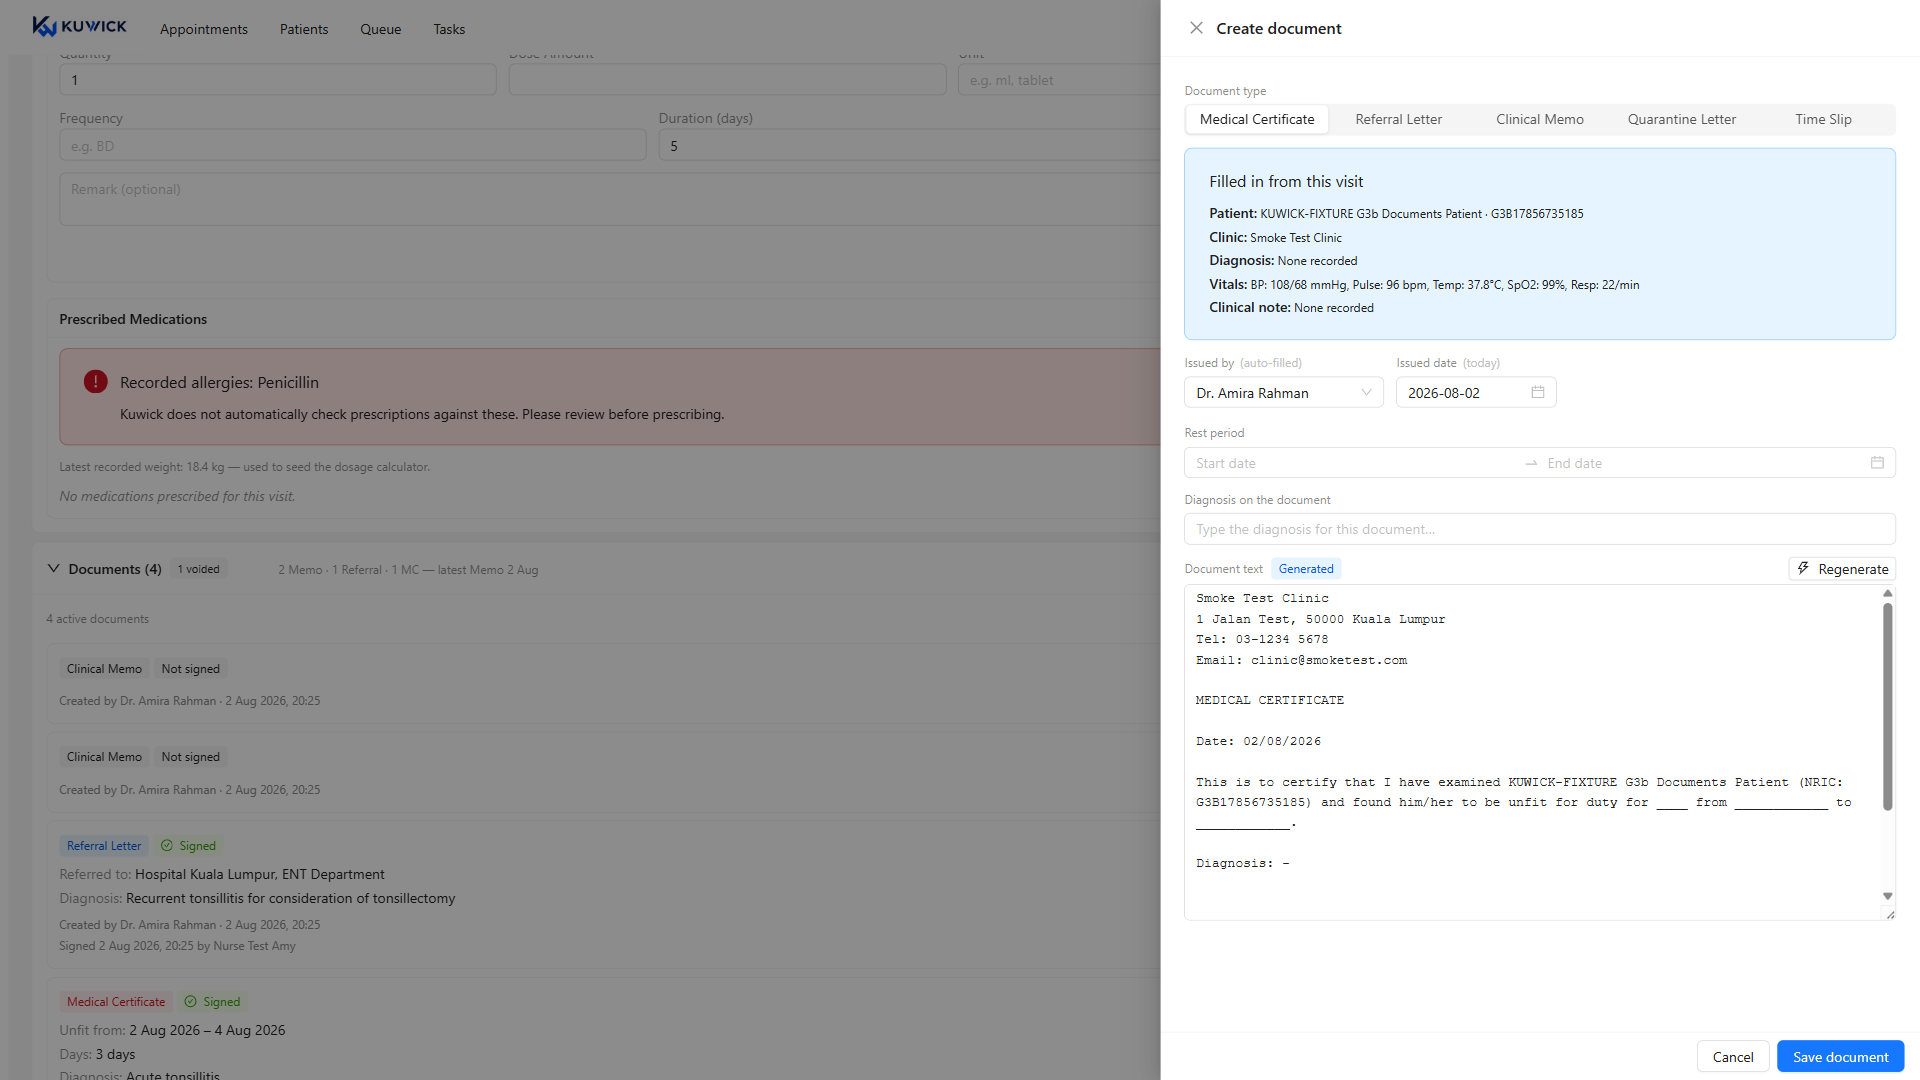 KUWICK
Appointments
Patients
Queue
Tasks
Quantity
Dose Amount
Unit
1
e.g. ml, tablet
Frequency
Duration (days)
e.g. BD
5
Remark (optional)
Prescribed Medications
Recorded allergies: Penicillin
Kuwick does not automatically check prescriptions against these. Please review before prescribing.
Latest recorded weight: 18.4 kg — used to seed the dosage calculator.
No medications prescribed for this visit.
Documents (4)
1 voided
2 Memo · 1 Referral · 1 MC — latest Memo 2 Aug
4 active documents
Clinical Memo
Not signed
Created by Dr. Amira Rahman · 2 Aug 2026, 20:25
Clinical Memo
Not signed
Created by Dr. Amira Rahman · 2 Aug 2026, 20:25
Referral Letter
Signed
Referred to: Hospital Kuala Lumpur, ENT Department
Diagnosis: Recurrent tonsillitis for consideration of tonsillectomy
Created by Dr. Amira Rahman · 2 Aug 2026, 20:25
Signed 2 Aug 2026, 20:25 by Nurse Test Amy
Medical Certificate
Signed
Unfit from: 2 Aug 2026 – 4 Aug 2026
Days: 3 days
Diagnosis: Acute tonsillitis
Create document
Document type
Medical Certificate
Referral Letter
Clinical Memo
Quarantine Letter
Time Slip
Filled in from this visit
Patient: KUWICK-FIXTURE G3b Documents Patient · G3B17856735185
Clinic: Smoke Test Clinic
Diagnosis: None recorded
Vitals: BP: 108/68 mmHg, Pulse: 96 bpm, Temp: 37.8°C, SpO2: 99%, Resp: 22/min
Clinical note: None recorded
Issued by (auto-filled)
Issued date (today)
Dr. Amira Rahman
2026-08-02
Rest period
Start date
End date
Diagnosis on the document
Type the diagnosis for this document...
Document text
Generated
Regenerate
Smoke Test Clinic
1 Jalan Test, 50000 Kuala Lumpur
Tel: 03-1234 5678
Email: clinic@smoketest.com
MEDICAL CERTIFICATE
Date: 02/08/2026
This is to certify that I have examined KUWICK-FIXTURE G3b Documents Patient (NRIC:
G3B17856735185) and found him/her to be unfit for duty for ____ from ____________ to
____________.
Diagnosis: -
Cancel
Save document